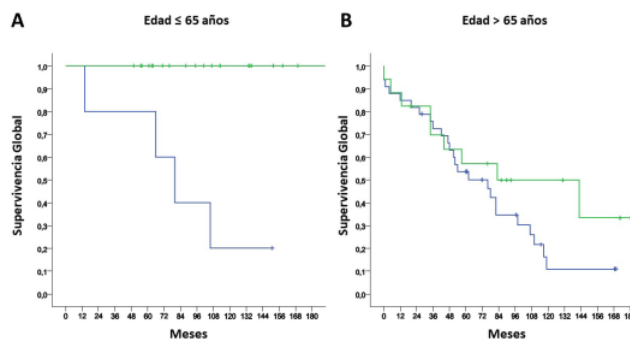 A
Edad ≤ 65 años
Supervivencia Global
1,0
0,9
0,8
0,7
0,6
0,5
0,4
0,3
0,2
0,1
0,0
0 12 24 36 48 60 72 84 96 108 120 132 144 156 168 180
Meses
B
Edad > 65 años
Supervivencia Global
1,0
0,9
0,8
0,7
0,6
0,5
0,4
0,3
0,2
0,1
0,0
0 12 24 36 48 60 72 84 96 108 120 132 144 156 168 180
Meses